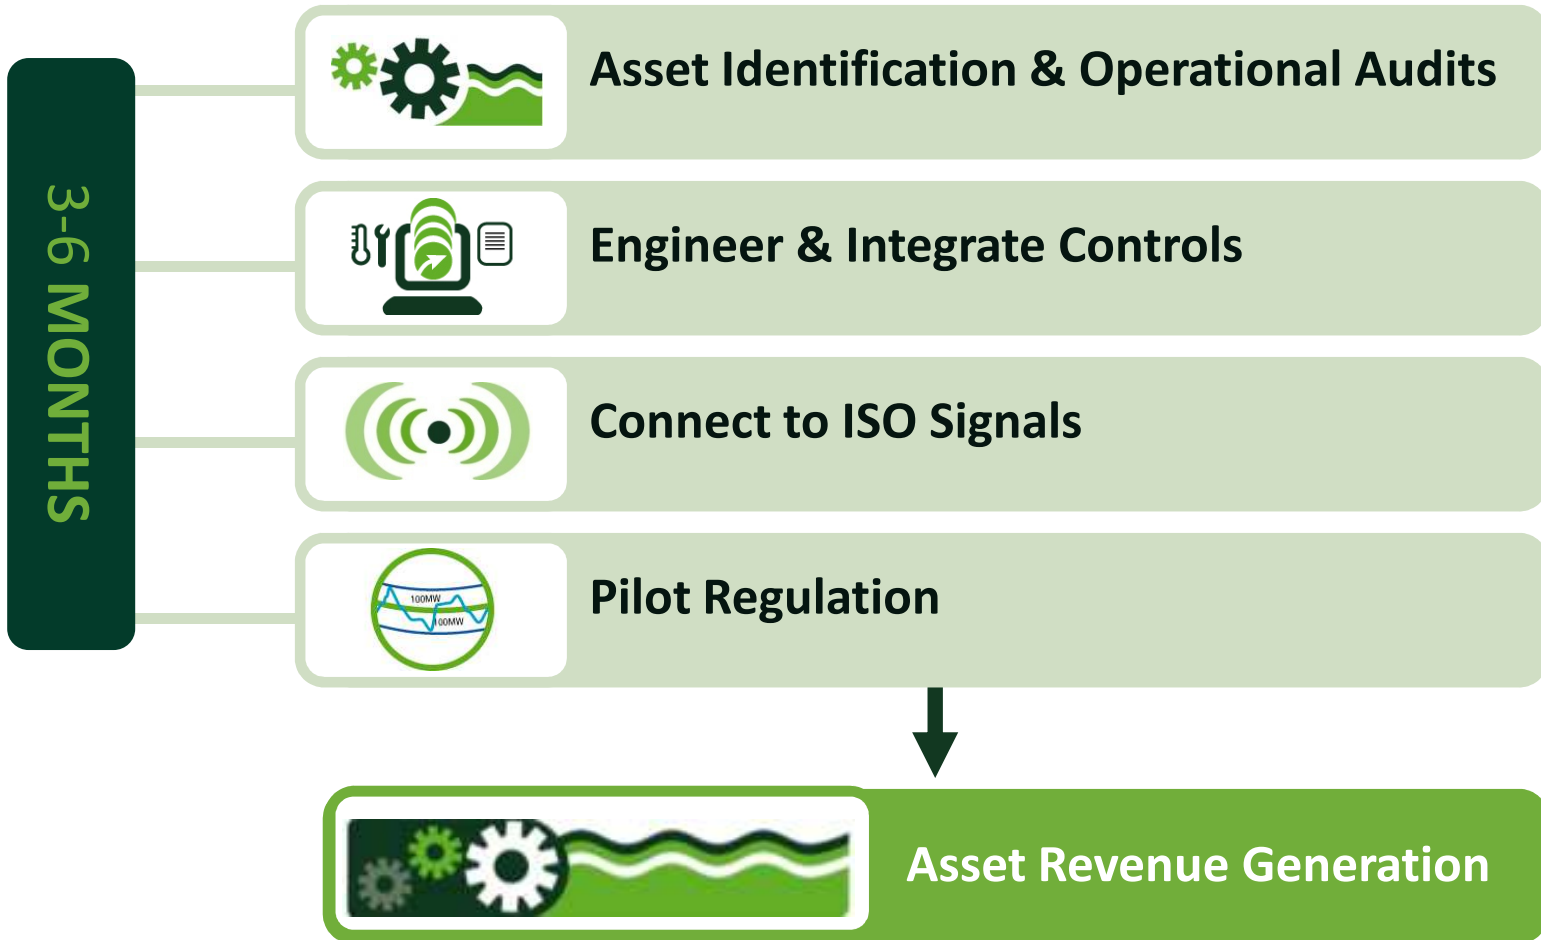 3-6 MONTHS
Asset Identification & Operational Audits
Engineer & Integrate Controls
Connect to ISO Signals
100MW
100MW
Pilot Regulation
Asset Revenue Generation